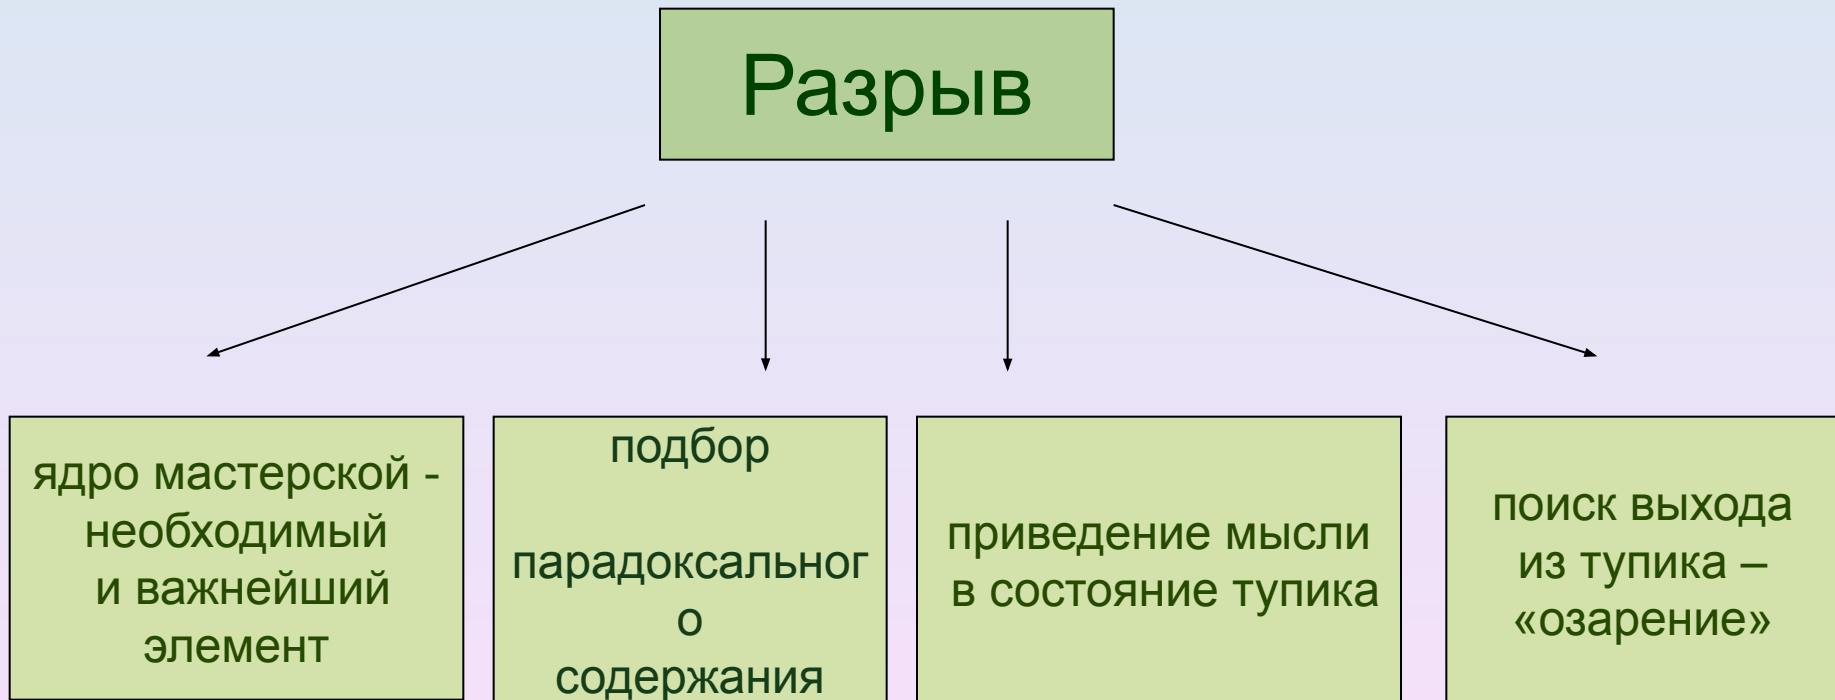 Разрыв
ядро мастерской -
необходимый
и важнейший
элемент
подбор
парадоксальног
о
содержания
приведение мысли
в состояние тупика
поиск выхода
из тупика –
«озарение»